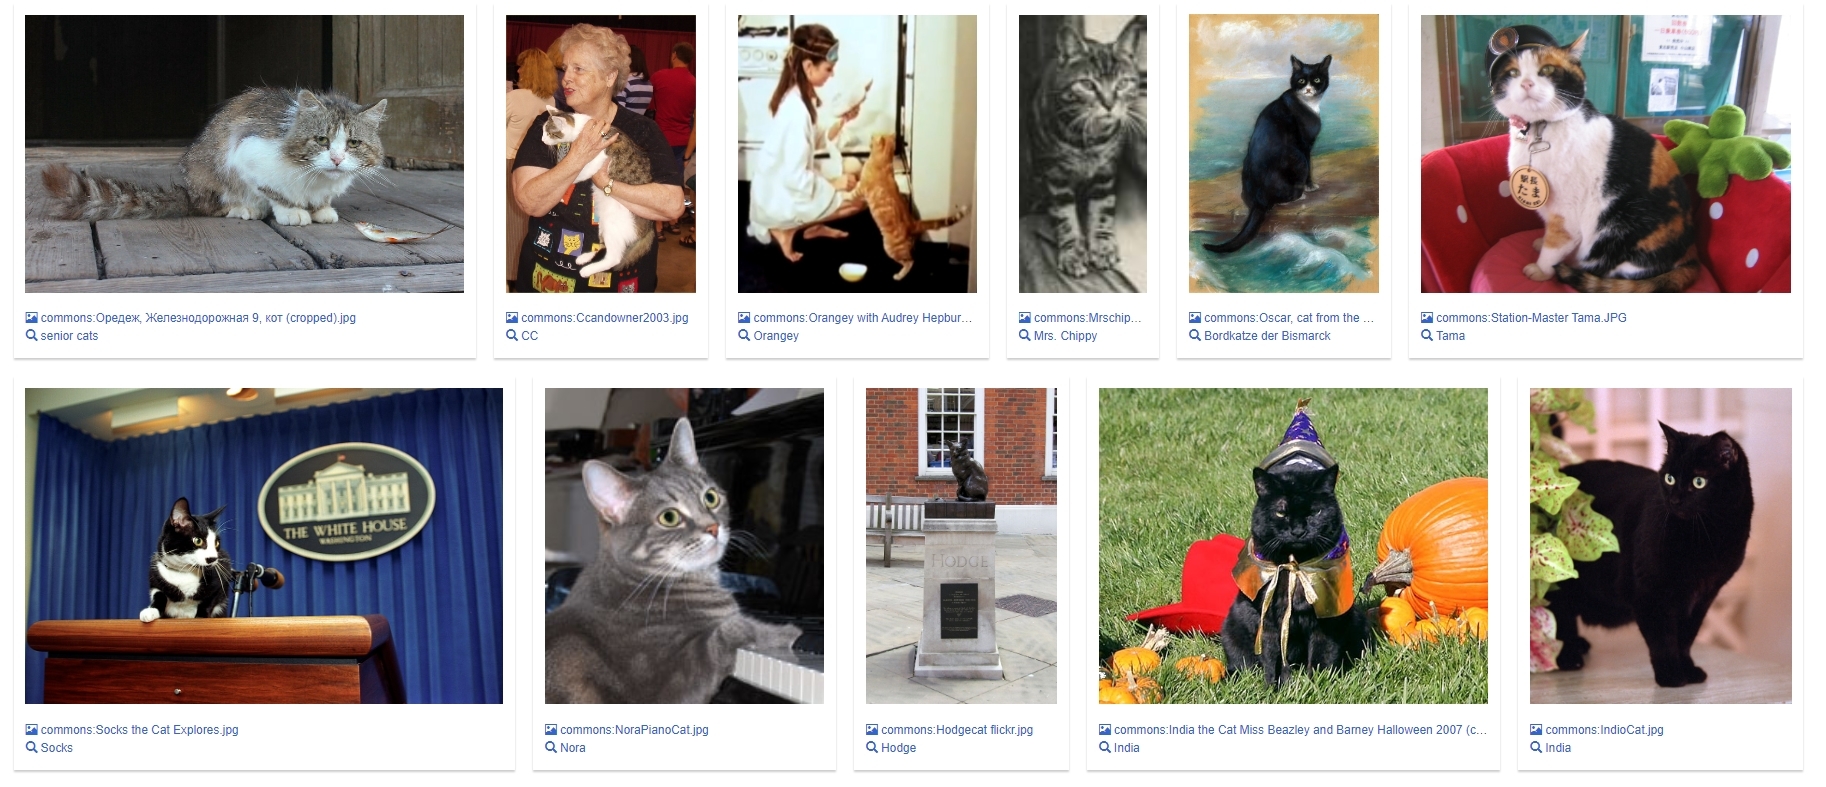 駅長
たま
THE WHITE HOUSE
WASHINGTON
HODGE
commons:Оредеж, Железнодорожная 9, кот (cropped).jpg
senior cats
commons:Ccandowner2003.jpg
CC
commons:Orangey with Audrey Hepbur...
Orangey
commons:Mrschip...
Mrs. Chippy
commons:Oscar, cat from the ...
Bordkatze der Bismarck
commons:Station-Master Tama.JPG
Tama
commons:Socks the Cat Explores.jpg
Socks
commons:NoraPianoCat.jpg
Nora
commons:Hodgecat flickr.jpg
Hodge
commons:India the Cat Miss Beazley and Barney Halloween 2007 (c...
India
commons:IndioCat.jpg
India